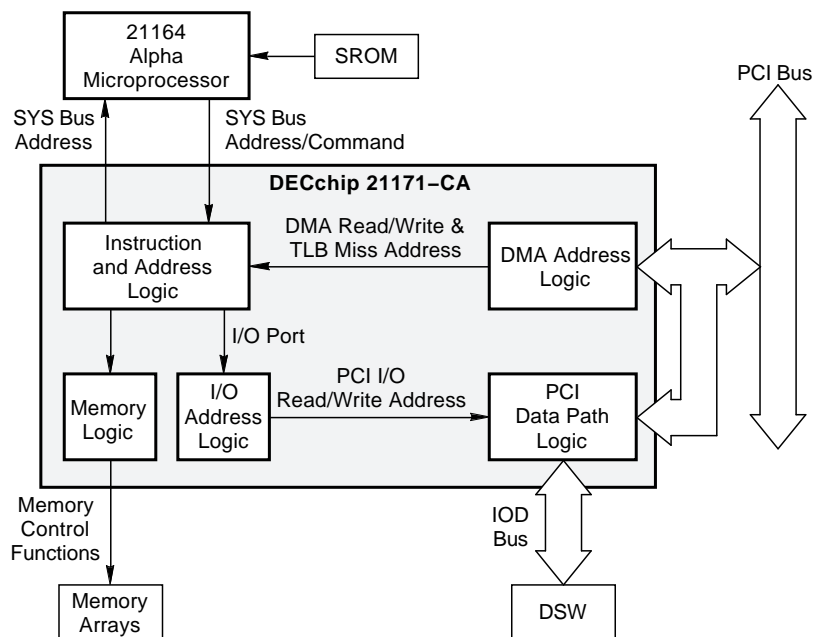 21164
Alpha
Microprocessor
SROM
PCI Bus
SYS Bus
Address
SYS Bus
Address/Command
DECchip 21171–CA
Instruction
and Address
Logic
DMA Read/Write &
TLB Miss Address
DMA Address
Logic
I/O Port
Memory
Logic
I/O
Address
Logic
PCI I/O
Read/Write Address
PCI
Data Path
Logic
Memory
Control
Functions
IOD
Bus
Memory
Arrays
DSW